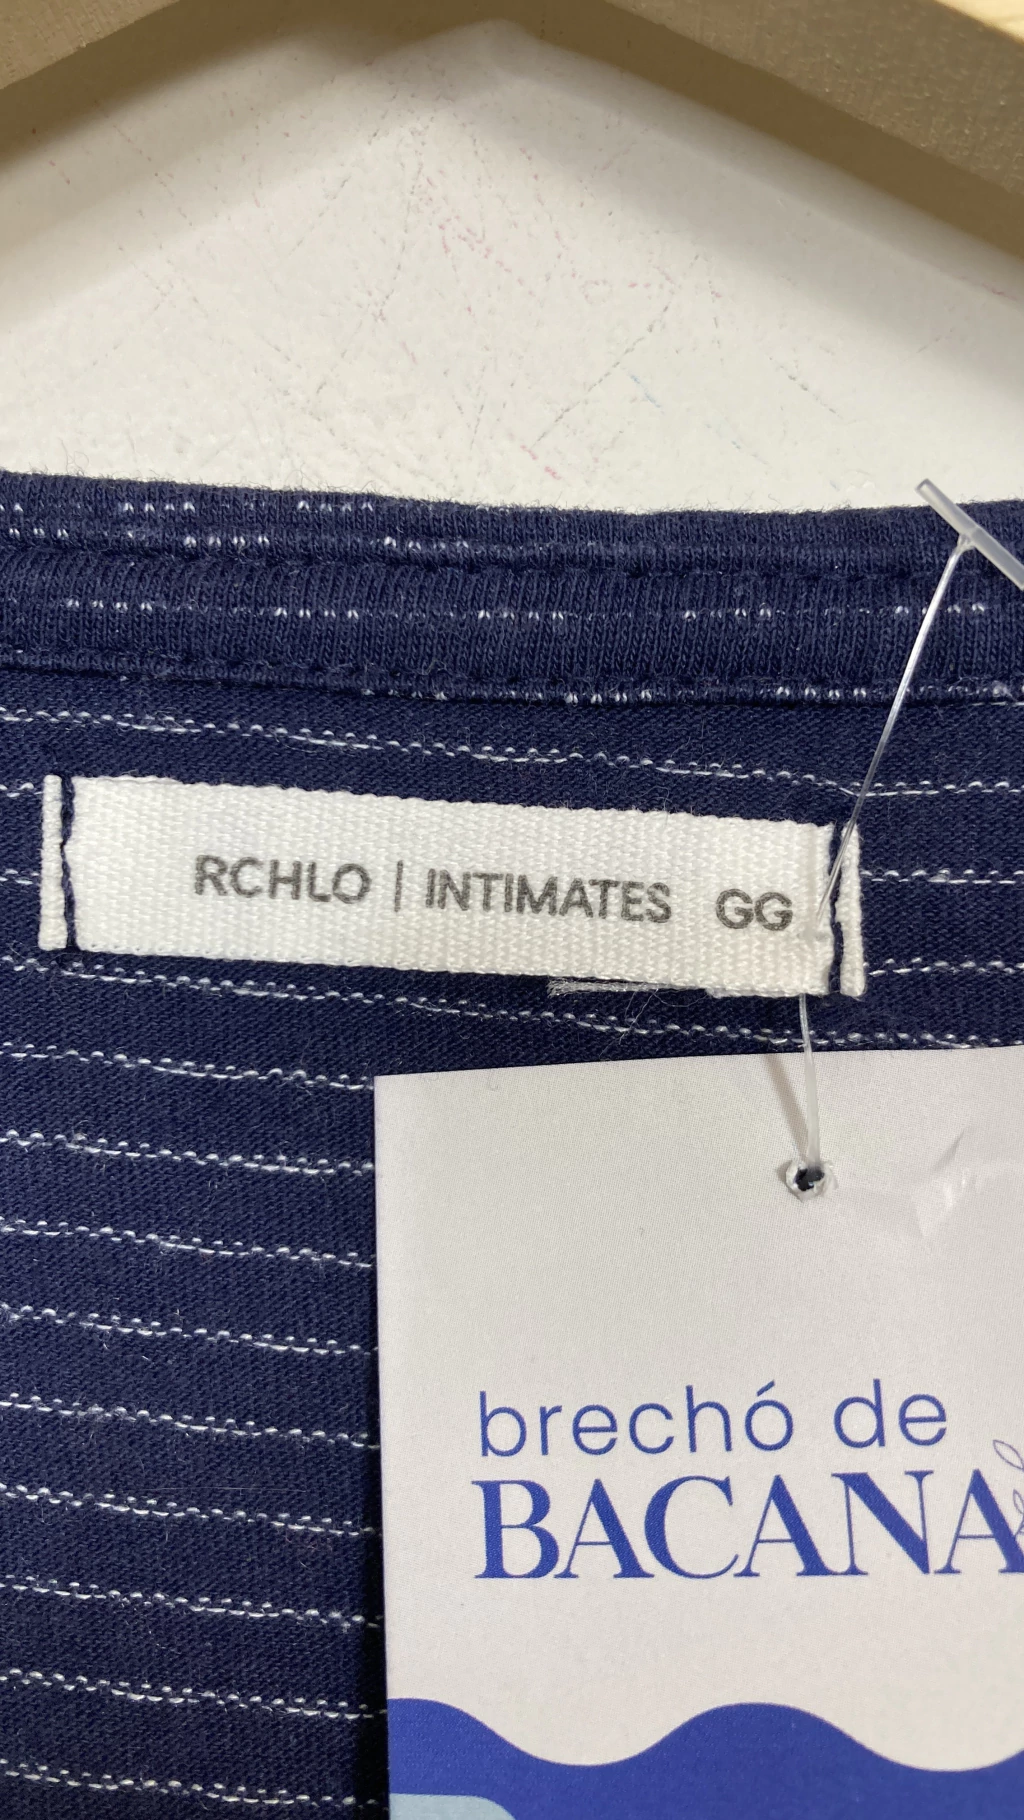 RCHLO | INTIMATES GG
brechó de
BACANA